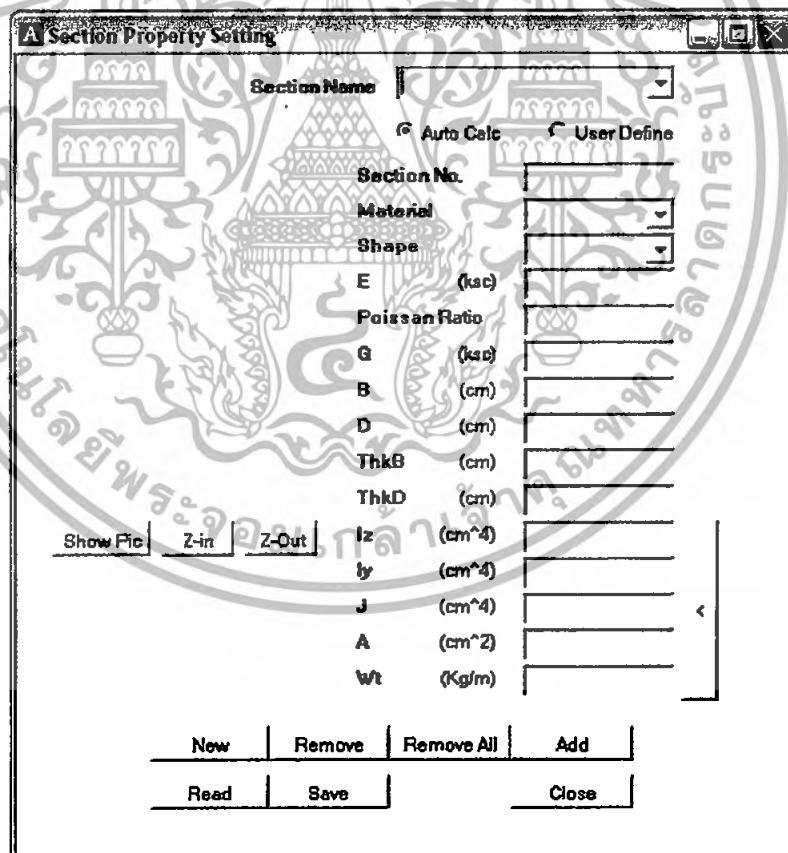 A Section Property Setting
Section Name
Auto Calc User Define
Section No.
Material
Shape
E (ksc)
Poissan Ratio
G (ksc)
B (cm)
D (cm)
ThkB (cm)
ThkD (cm)
Show Pic Z-in Z-Out
Iz (cm^4)
Iy (cm^4)
J (cm^4)
A (cm^2)
Wt (Kg/m)
<
New Remove Remove All Add
Read Save Close